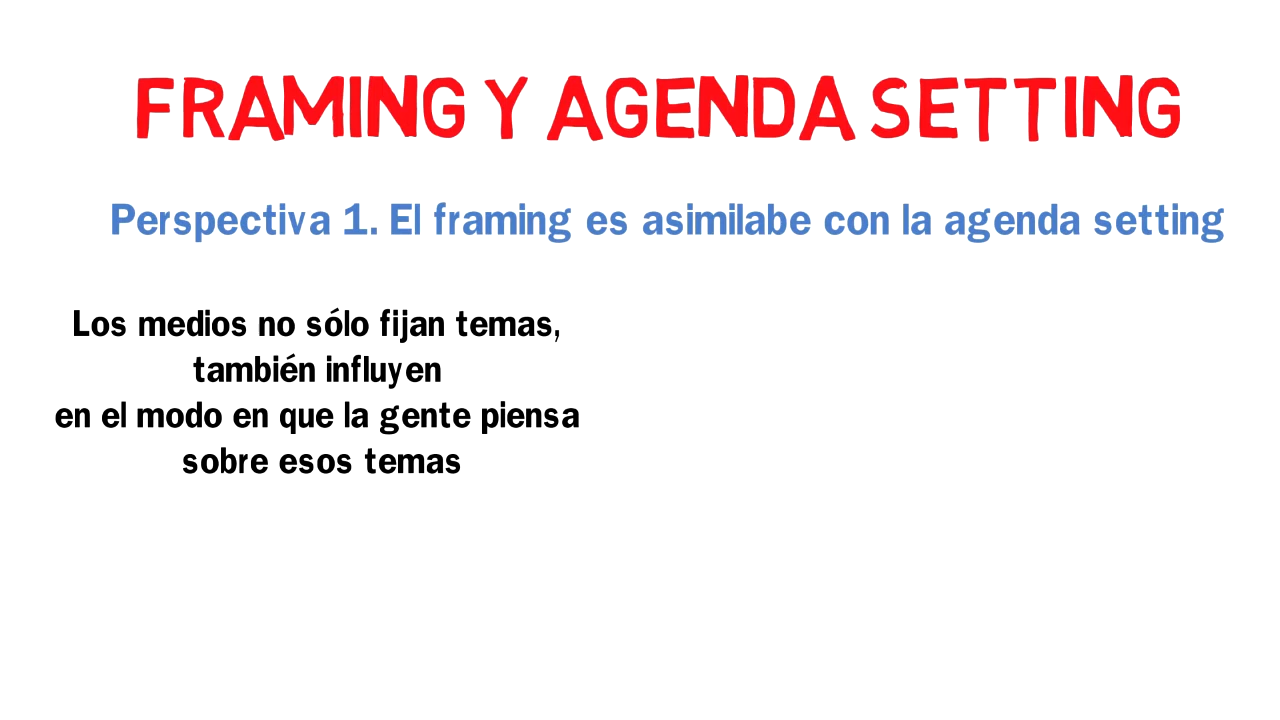 FRAMING Y AGENDA SETTING
Perspectiva 1. El framing es asimilabe con la agenda setting
Los medios no sólo fijan temas,
también influyen
en el modo en que la gente piensa
sobre esos temas